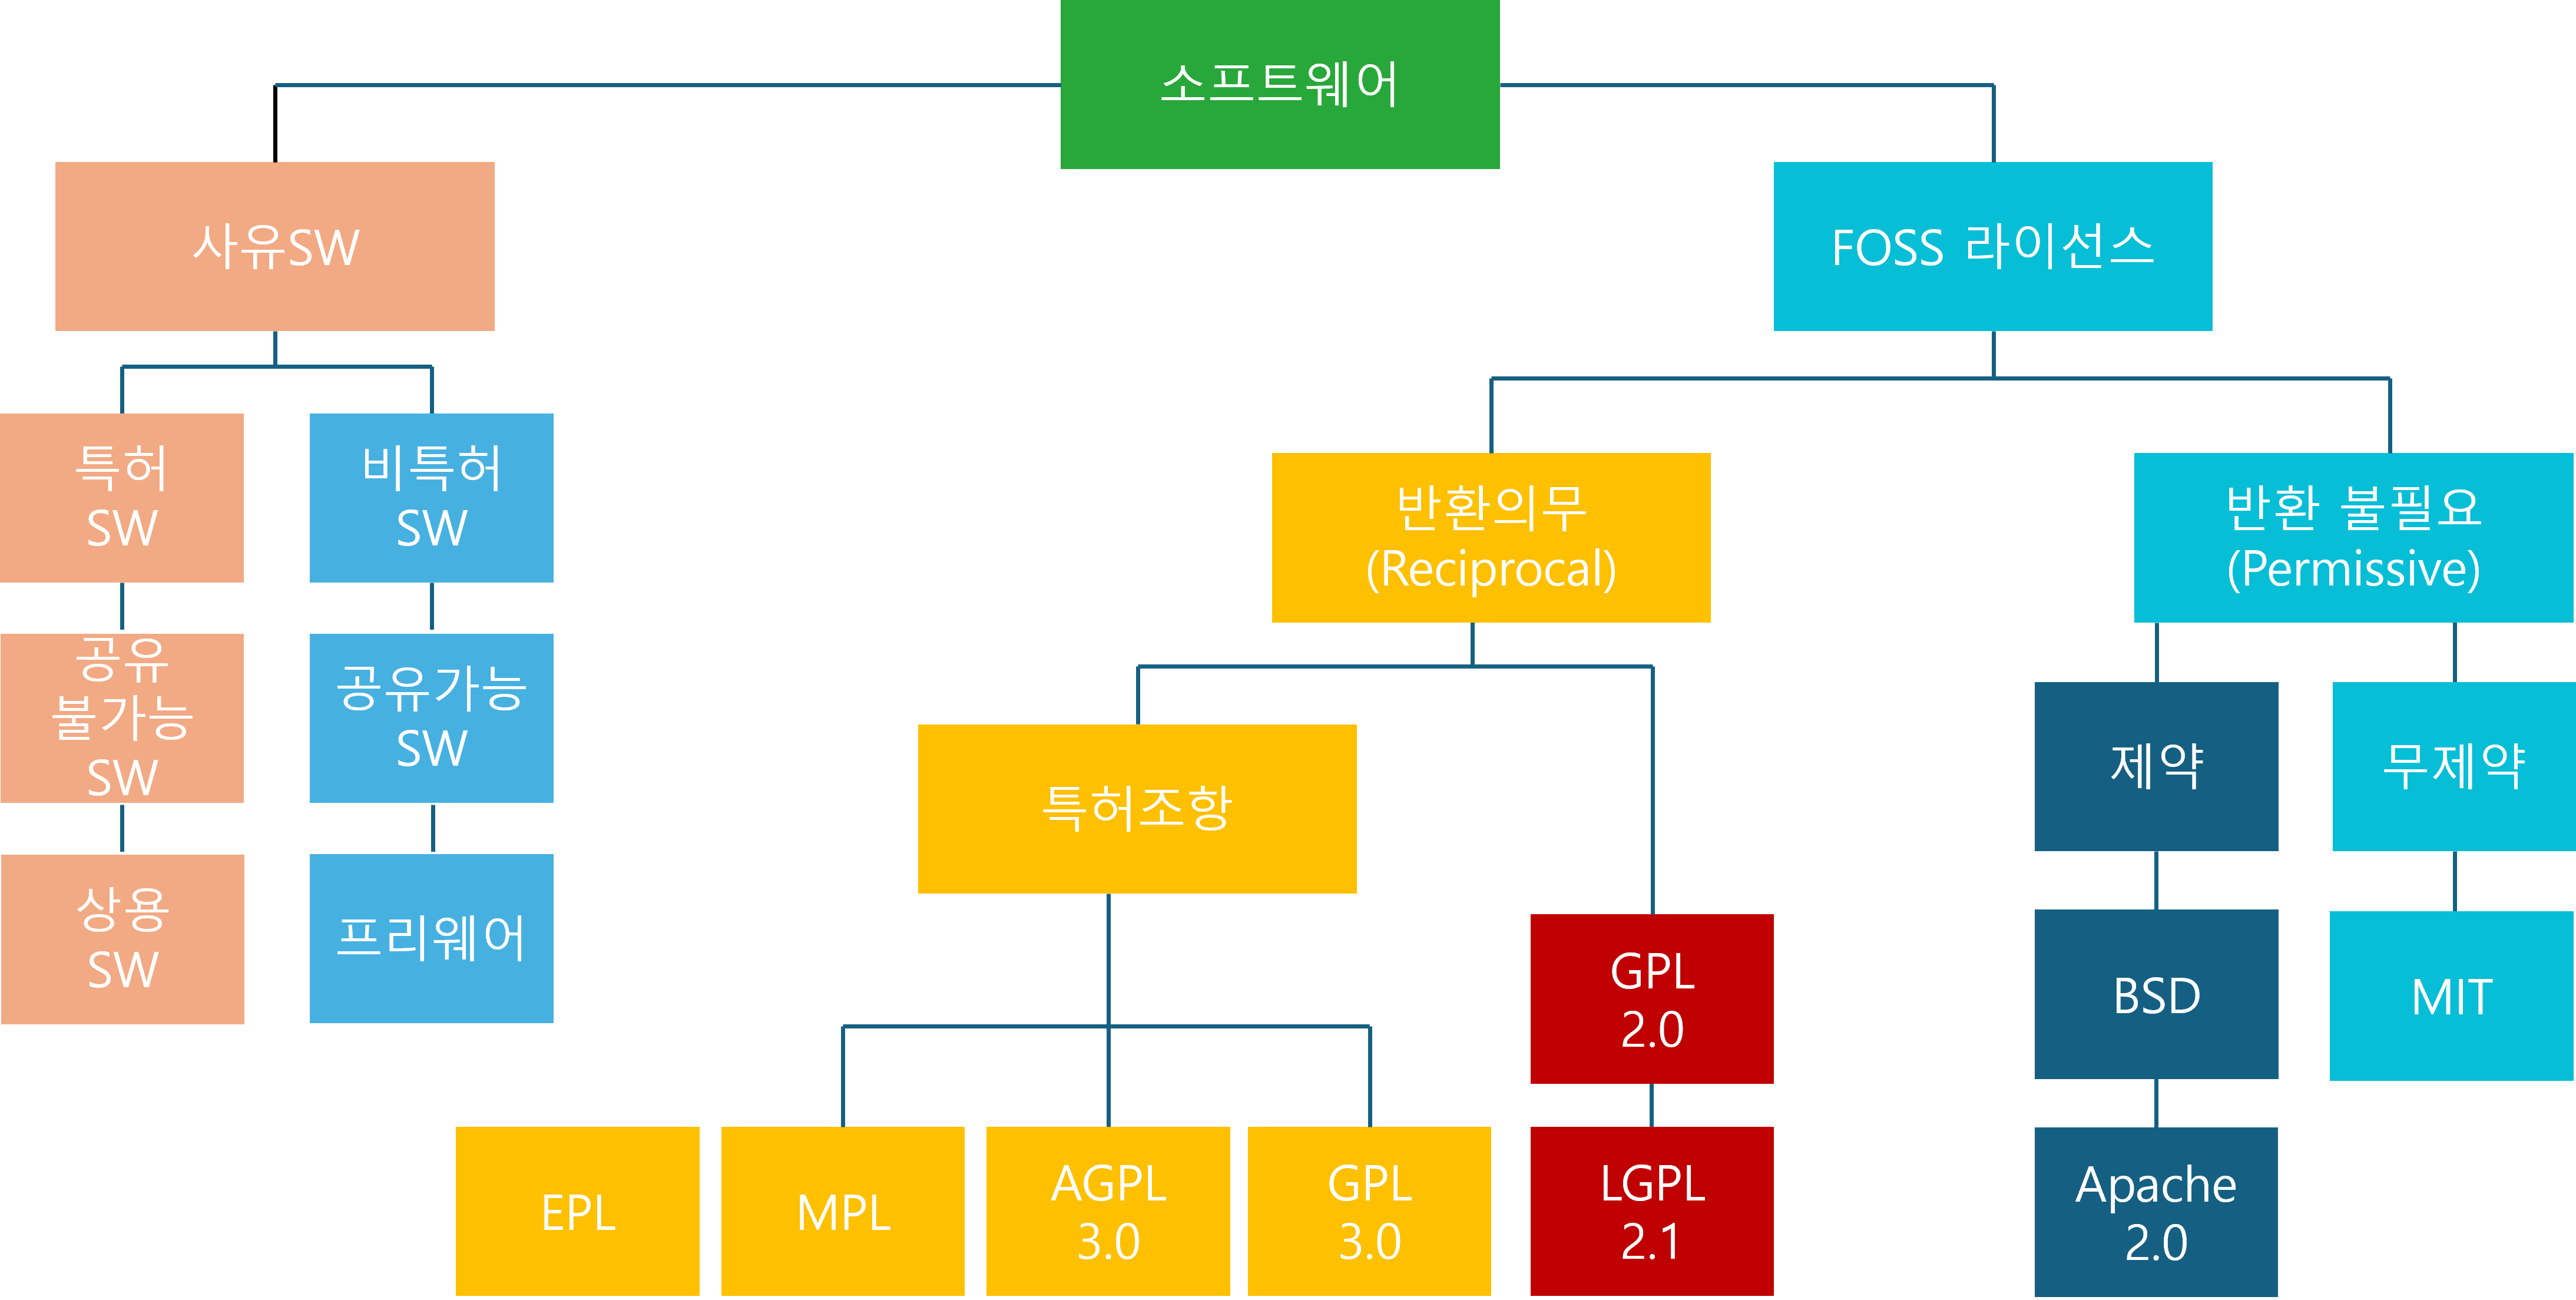 소프트웨어
사유SW
FOSS 라이선스
특허
SW
비특허
SW
반환의무
(Reciprocal)
반환 불필요
(Permissive)
공유
불가능
SW
공유가능
SW
특허조항
제약
무제약
상용
SW
프리웨어
GPL
2.0
BSD
MIT
EPL
MPL
AGPL
3.0
GPL
3.0
LGPL
2.1
Apache
2.0